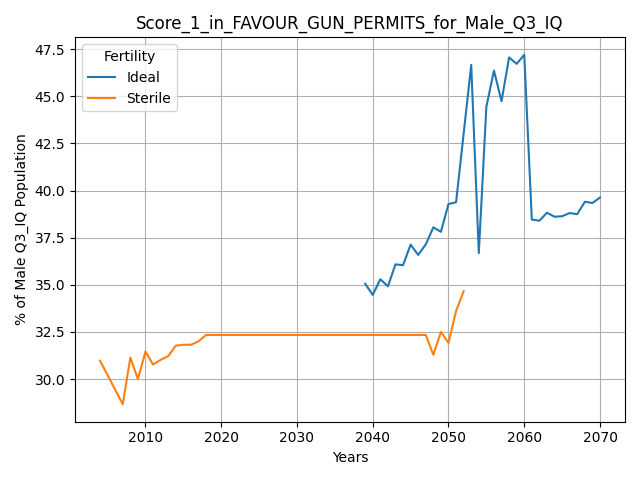 Score_1_in_FAVOUR_GUN_PERMITS_for_Male_Q3_IQ
Fertility
Ideal
Sterile
% of Male Q3_IQ Population
47.5
45.0
42.5
40.0
37.5
35.0
32.5
30.0
2010 2020 2030 2040 2050 2060 2070
Years